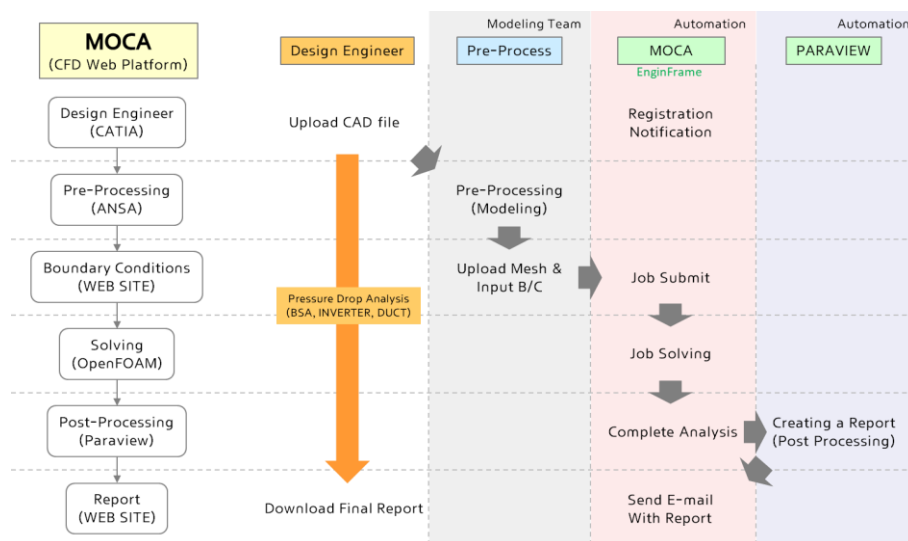 MOCA
(CFD Web Platform)
Design Engineer
(CATIA)
Pre-Processing
(ANSA)
Boundary Conditions
(WEB SITE)
Solving
(OpenFOAM)
Post-Processing
(Paraview)
Report
(WEB SITE)
Design Engineer
Upload CAD file
Pressure Drop Analysis
(BSA, INVERTER, DUCT)
Download Final Report
Modeling Team
Pre-Process
Pre-Processing
(Modeling)
Upload Mesh &
Input B/C
Automation
MOCA
EnginFrame
Registration
Notification
Job Submit
Job Solving
Complete Analysis
Send E-mail
With Report
Automation
PARAVIEW
Creating a Report
(Post Processing)